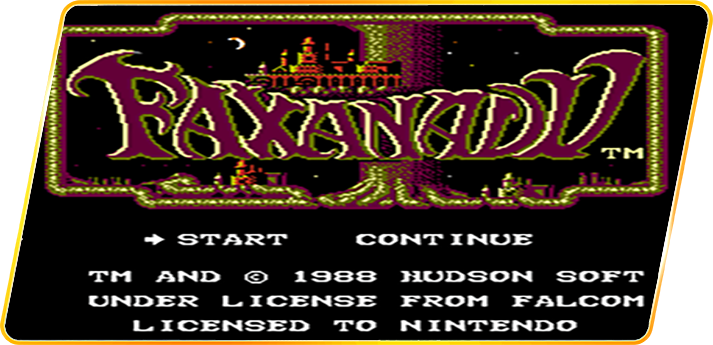 FAXANADU
TM
START CONTINUE
TM AND © 1988 HUDSON SOFT
UNDER LICENSE FROM FALCOM
LICENSED TO NINTENDO